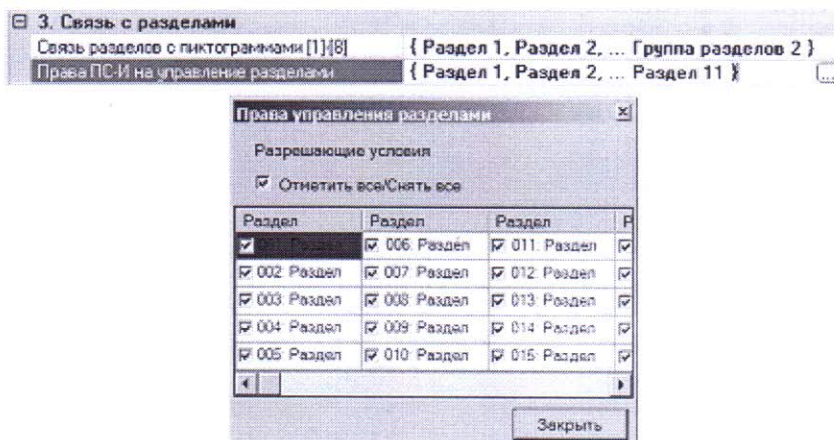 3. Связь с разделами
Связь разделов с пиктограммами [1]-[8] { Раздел 1, Раздел 2, ... Группа разделов 2 }
Права ПС-И на управление разделами { Раздел 1, Раздел 2, ... Раздел 11 }
Права управления разделами
Разрешающие условия
Отметить все/Снять все
Раздел Раздел Раздел Р
006: Раздел 011: Раздел
002: Раздел 007: Раздел 012: Раздел
003: Раздел 008: Раздел 013: Раздел
004: Раздел 009: Раздел 014: Раздел
005: Раздел 010: Раздел 015: Раздел
Закрыть